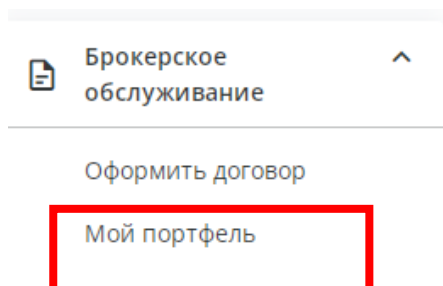 Брокерское
обслуживание
Оформить договор
Мой портфель